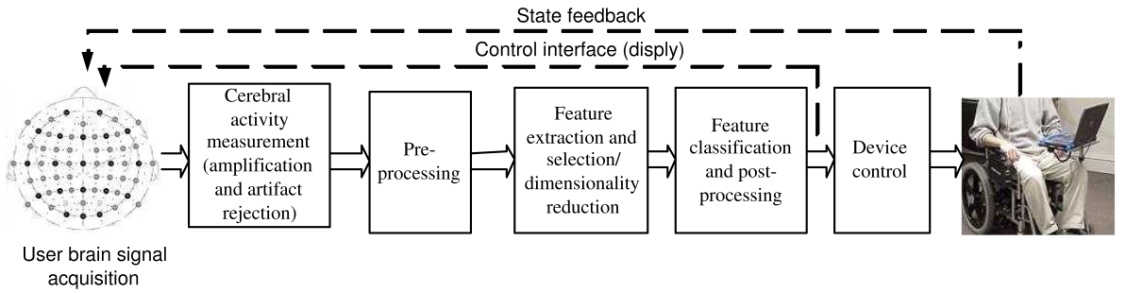 State feedback
Control interface (disply)
Cerebral
activity
measurement
(amplification
and artifact
rejection)
Pre-
processing
Feature
extraction and
selection/
dimensionality
reduction
Feature
classification
and post-
processing
Device
control
User brain signal
acquisition